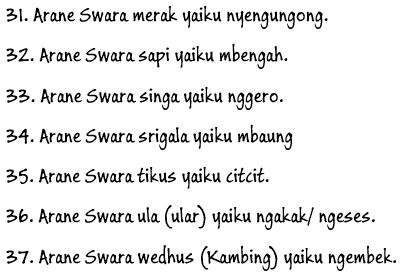 31. Arane Swara merak yaiku nyengungong.
32. Arane Swara sapi yaiku mbengah.
33. Arane Swara singa yaiku nggero.
34. Arane Swara srigala yaiku mbaung
35. Arane Swara tikus yaiku citcit.
36. Arane Swara ula (ular) yaiku ngakak/ ngeses.
37. Arane Swara wedhus (Kambing) yaiku ngembek.